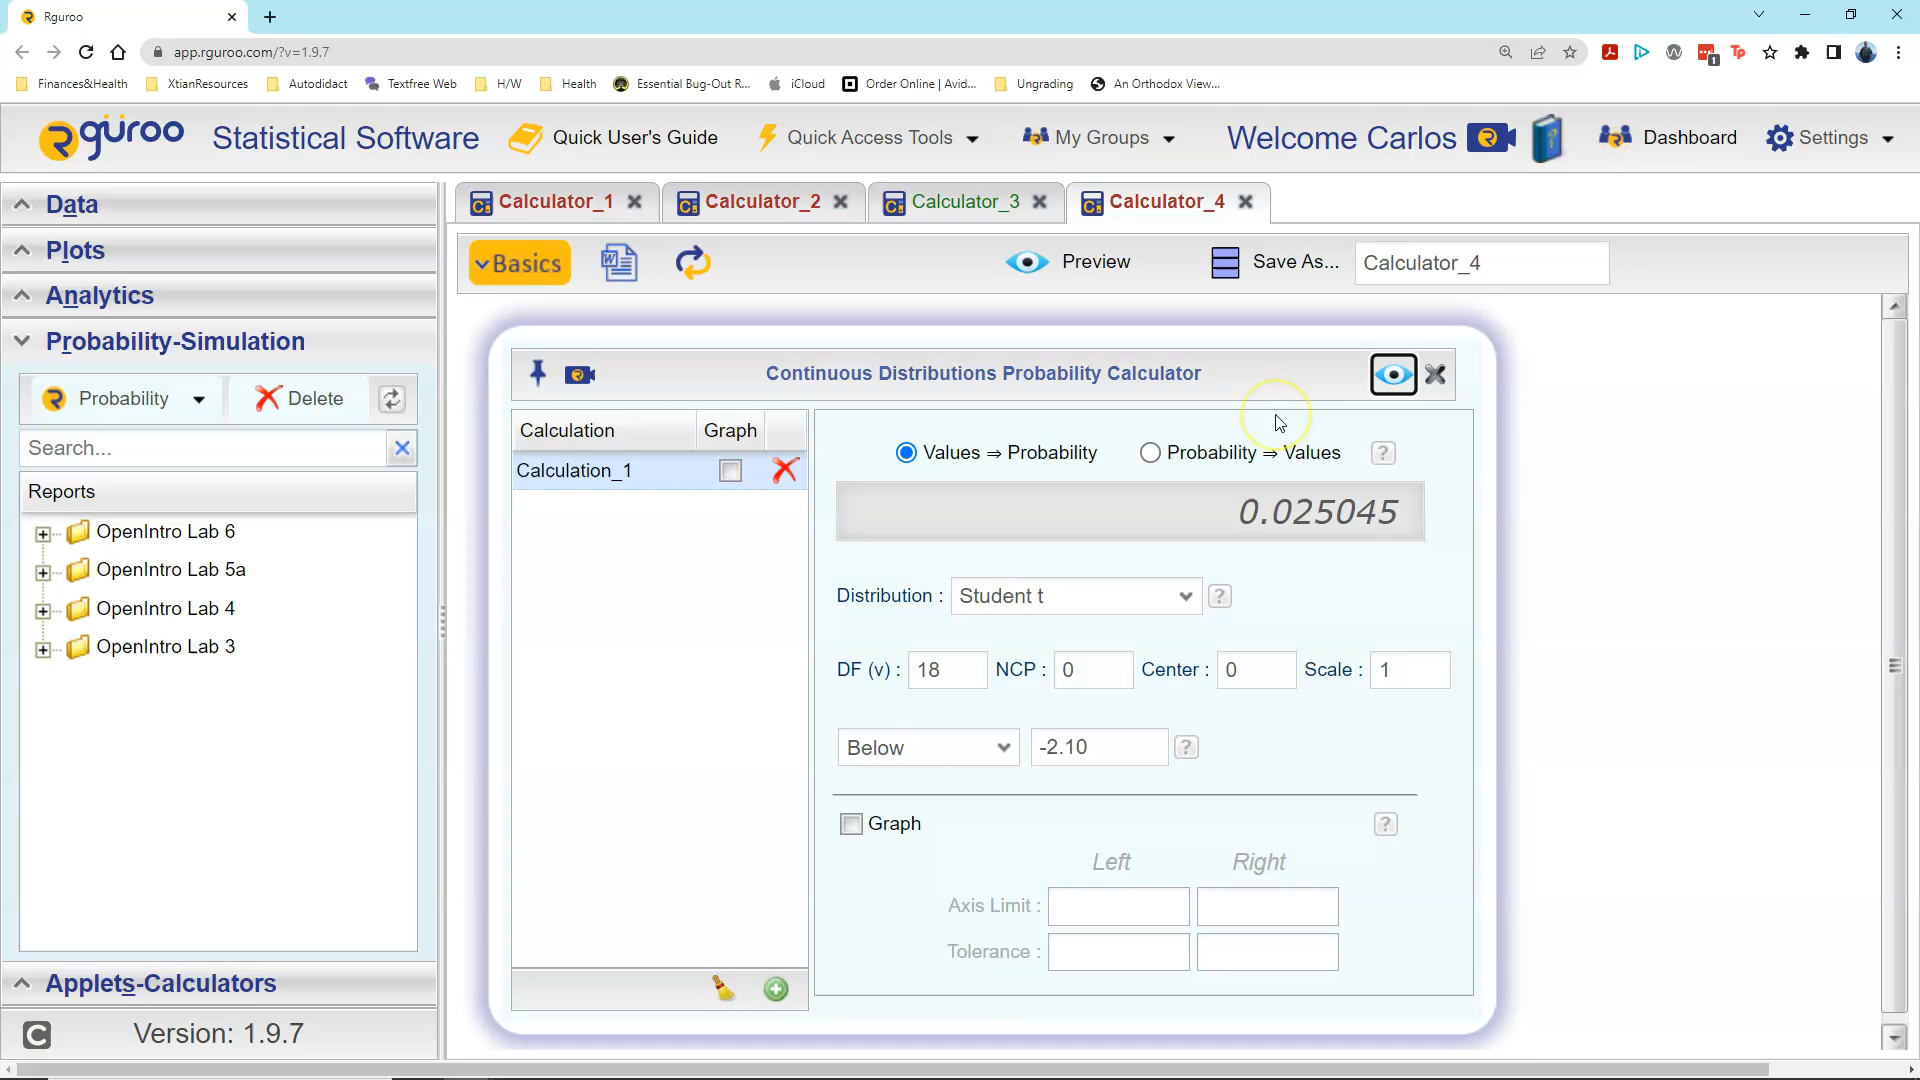 Rguroo
app.rguroo.com/?v=1.9.7
Tp
1
Finances&Health
XtianResources
Autodidact
Textfree Web
H/W
Health
Essential Bug-Out R...
iCloud
Order Online | Avid...
Ungrading
An Orthodox View...
rgüroo
Statistical Software
Quick User's Guide
Quick Access Tools
My Groups
Welcome Carlos
Dashboard
Settings
Data
Plots
Analytics
Probability-Simulation
Probability
Delete
Search...
Reports
OpenIntro Lab 6
OpenIntro Lab 5a
OpenIntro Lab 4
OpenIntro Lab 3
Applets-Calculators
Version: 1.9.7
Calculator_1
Calculator_2
Calculator_3
Calculator_4
Basics
Preview
Save As...
Calculator_4
Continuous Distributions Probability Calculator
Calculation
Graph
Calculation_1
Values ⇒ Probability
Probability ⇒ Values
?
0.025045
Distribution :
Student t
?
DF (v) :
18
NCP :
0
Center :
0
Scale :
1
Below
-2.10
?
Graph
?
Left
Right
Axis Limit :
Tolerance :